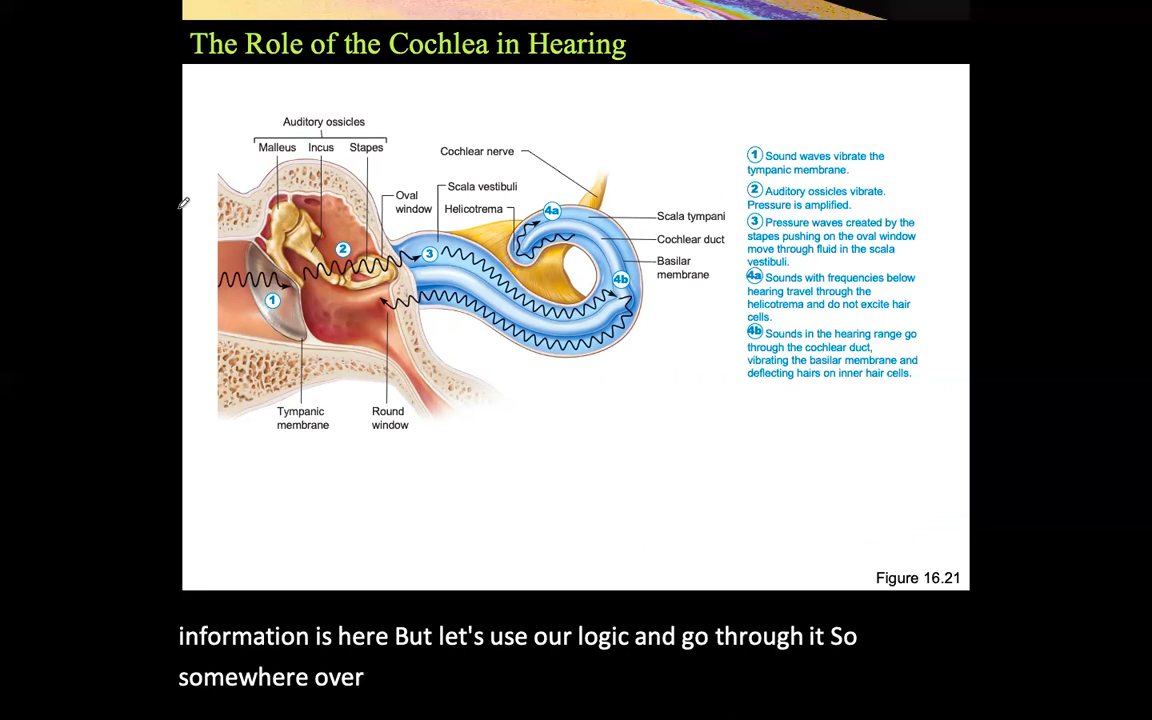 The Role of the Cochlea in Hearing
Auditory ossicles
Malleus Incus Stapes
Cochlear nerve
Oval
window
Scala vestibuli
Helicotrema
4a
Scala tympani
Cochlear duct
Basilar
membrane
2
3
4b
1
Tympanic
membrane
Round
window
1 Sound waves vibrate the
tympanic membrane.
2 Auditory ossicles vibrate.
Pressure is amplified.
3 Pressure waves created by the
stapes pushing on the oval window
move through fluid in the scala
vestibuli.
4a Sounds with frequencies below
hearing travel through the
helicotrema and do not excite hair
cells.
4b Sounds in the hearing range go
through the cochlear duct,
vibrating the basilar membrane and
deflecting hairs on inner hair cells.
Figure 16.21
information is here But let's use our logic and go through it So
somewhere over